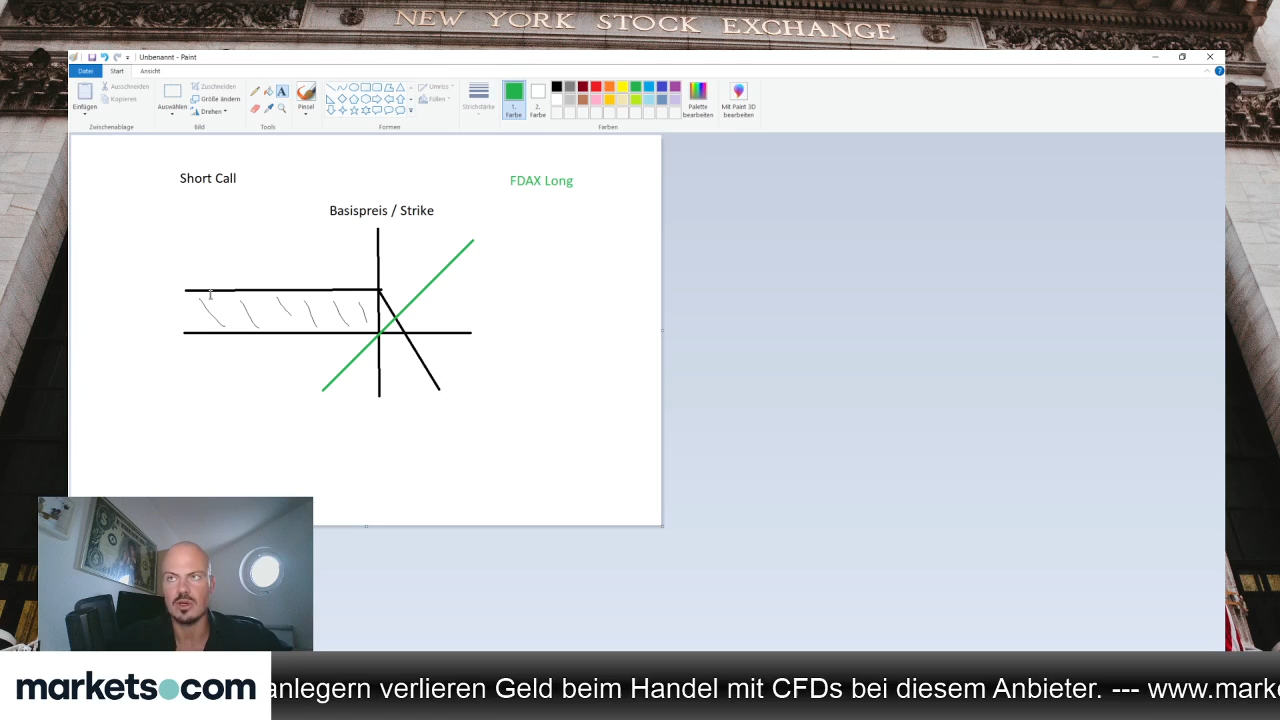 NEW YORK STOCK EXCHANGE
Unbenannt - Paint
Datei Start Ansicht
Einfügen
Ausschneiden
Kopieren
Zwischenablage
Auswählen
Zuschneiden
Größe ändern
Drehen
Bild
Tools
Pinsel
Formen
Umriss
Füllen
Strichstärke
1.
Farbe
2.
Farbe
Farben
Palette
bearbeiten
Mit Paint 3D
bearbeiten
Short Call
FDAX Long
Basispreis / Strike
markets.com
anlegern verlieren Geld beim Handel mit CFDs bei diesem Anbieter. --- www.mark